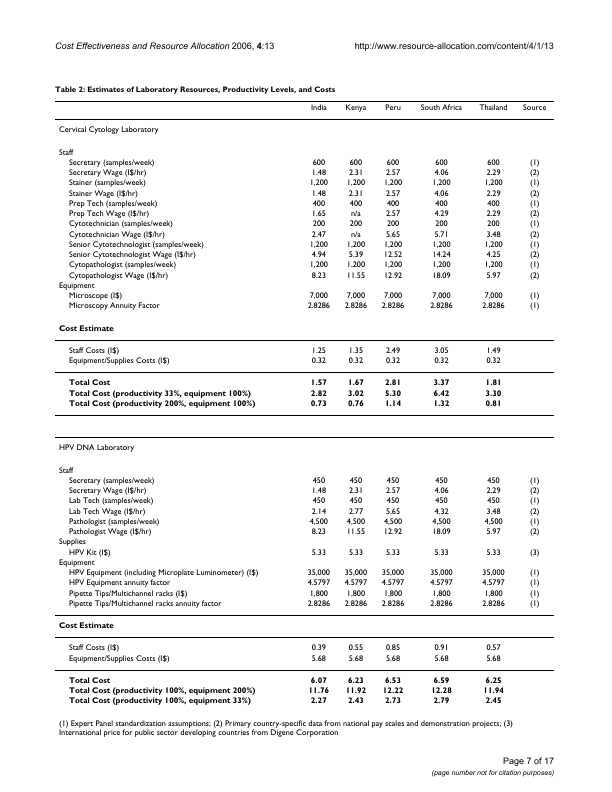 Cost Effectiveness and Resource Allocation 2006, 4:13 http://www.resource-allocation.com/content/4/1/13
Table 2: Estimates of Laboratory Resources, Productivity Levels, and Costs
India Kenya Peru South Africa Thailand Source
Cervical Cytology Laboratory
Staff
Secretary (samples/week) 600 600 600 600 600 (1)
Secretary Wage (I$/hr) 1.48 2.31 2.57 4.06 2.29 (2)
Stainer (samples/week) 1,200 1,200 1,200 1,200 1,200 (1)
Stainer Wage (I$/hr) 1.48 2.31 2.57 4.06 2.29 (2)
Prep Tech (samples/week) 400 400 400 400 400 (1)
Prep Tech Wage (I$/hr) 1.65 n/a 2.57 4.29 2.29 (2)
Cytotechnician (samples/week) 200 200 200 200 200 (1)
Cytotechnician Wage (I$/hr) 2.47 n/a 5.65 5.71 3.48 (2)
Senior Cytotechnologist (samples/week) 1,200 1,200 1,200 1,200 1,200 (1)
Senior Cytotechnologist Wage (I$/hr) 4.94 5.39 12.52 14.24 4.25 (2)
Cytopathologist (samples/week) 1,200 1,200 1,200 1,200 1,200 (1)
Cytopathologist Wage (I$/hr) 8.23 11.55 12.92 18.09 5.97 (2)
Equipment
Microscope (I$) 7,000 7,000 7,000 7,000 7,000 (1)
Microscopy Annuity Factor 2.8286 2.8286 2.8286 2.8286 2.8286 (1)
Cost Estimate
Staff Costs (I$) 1.25 1.35 2.49 3.05 1.49
Equipment/Supplies Costs (I$) 0.32 0.32 0.32 0.32 0.32
Total Cost 1.57 1.67 2.81 3.37 1.81
Total Cost (productivity 33%, equipment 100%) 2.82 3.02 5.30 6.42 3.30
Total Cost (productivity 200%, equipment 100%) 0.73 0.76 1.14 1.32 0.81
HPV DNA Laboratory
Staff
Secretary (samples/week) 450 450 450 450 450 (1)
Secretary Wage (I$/hr) 1.48 2.31 2.57 4.06 2.29 (2)
Lab Tech (samples/week) 450 450 450 450 450 (1)
Lab Tech Wage (I$/hr) 2.14 2.77 5.65 4.32 3.48 (2)
Pathologist (samples/week) 4,500 4,500 4,500 4,500 4,500 (1)
Pathologist Wage (I$/hr) 8.23 11.55 12.92 18.09 5.97 (2)
Supplies
HPV Kit (I$) 5.33 5.33 5.33 5.33 5.33 (3)
Equipment
HPV Equipment (including Microplate Luminometer) (I$) 35,000 35,000 35,000 35,000 35,000 (1)
HPV Equipment annuity factor 4.5797 4.5797 4.5797 4.5797 4.5797 (1)
Pipette Tips/Multichannel racks (I$) 1,800 1,800 1,800 1,800 1,800 (1)
Pipette Tips/Multichannel racks annuity factor 2.8286 2.8286 2.8286 2.8286 2.8286 (1)
Cost Estimate
Staff Costs (I$) 0.39 0.55 0.85 0.91 0.57
Equipment/Supplies Costs (I$) 5.68 5.68 5.68 5.68 5.68
Total Cost 6.07 6.23 6.53 6.59 6.25
Total Cost (productivity 100%, equipment 200%) 11.76 11.92 12.22 12.28 11.94
Total Cost (productivity 100%, equipment 33%) 2.27 2.43 2.73 2.79 2.45
(1) Expert Panel standardization assumptions; (2) Primary country-specific data from national pay scales and demonstration projects; (3)
International price for public sector developing countries from Digene Corporation
Page 7 of 17
(page number not for citation purposes)